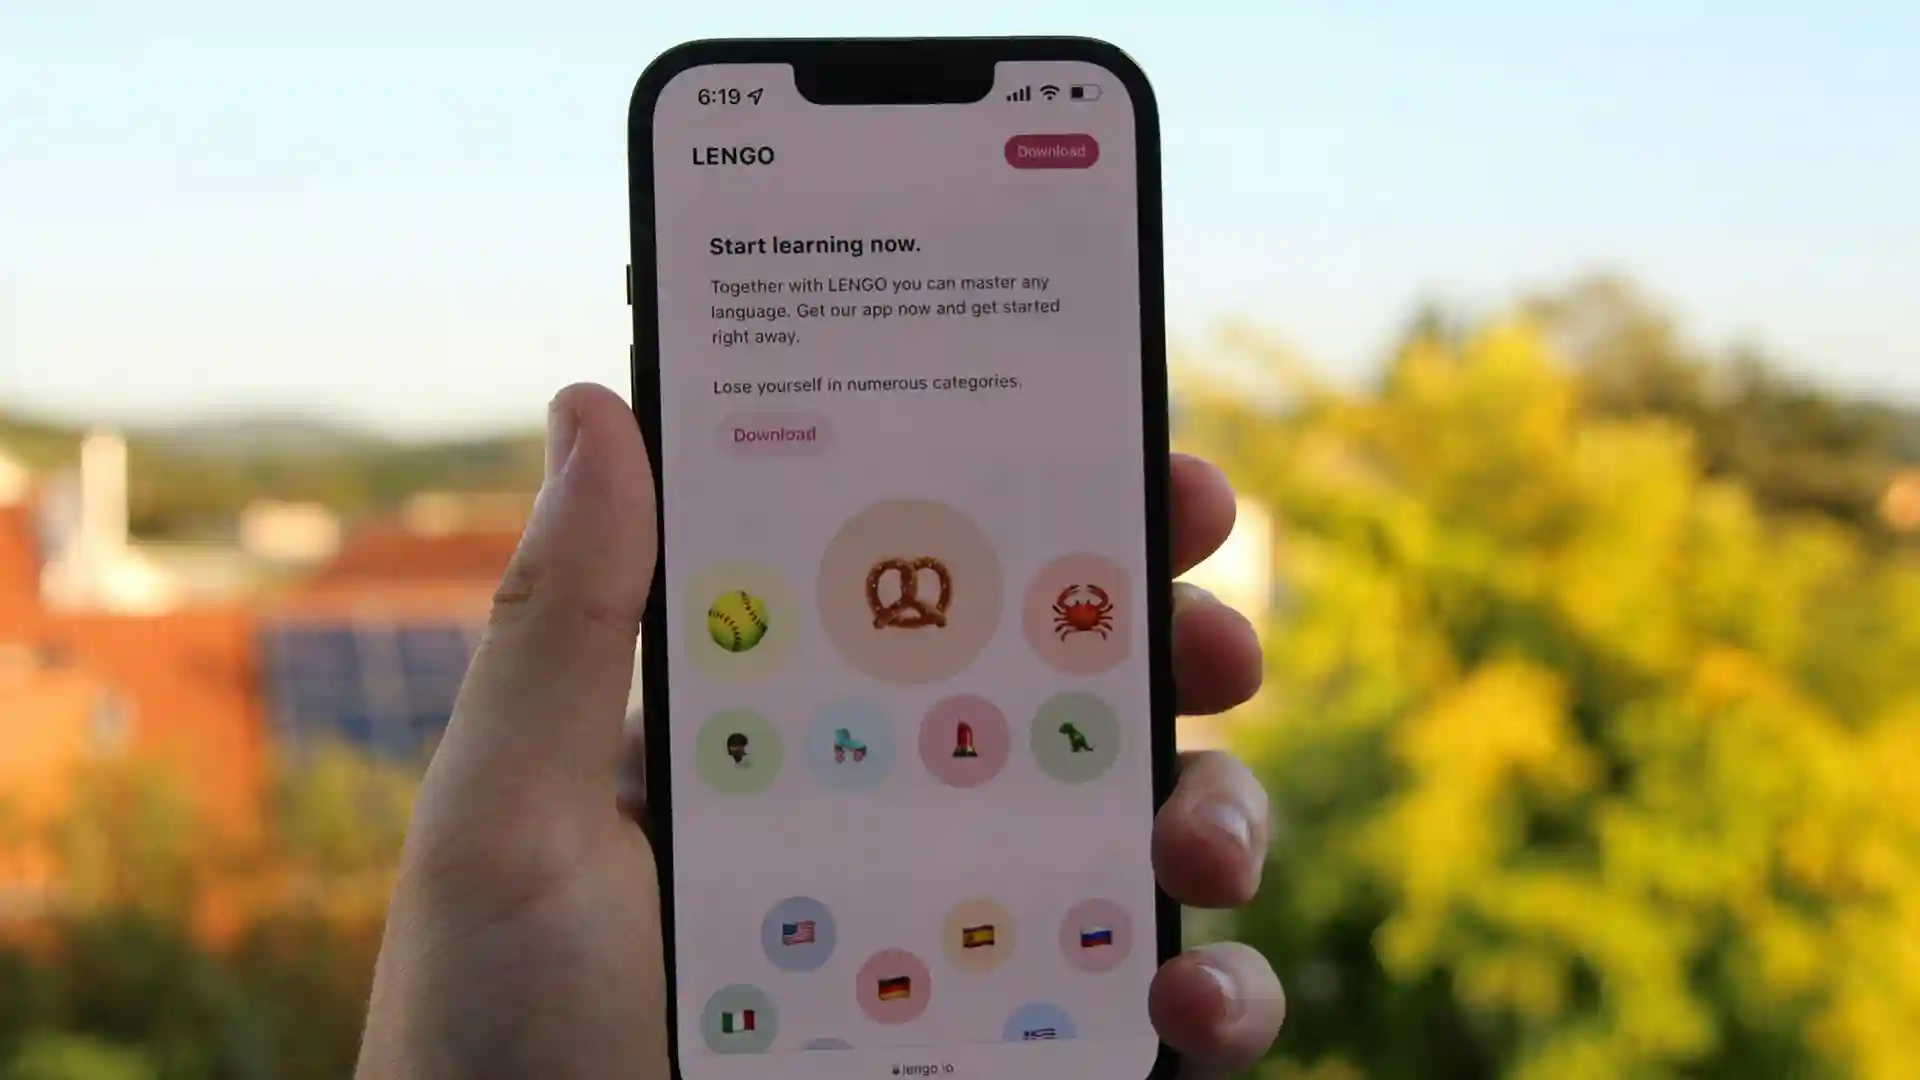 6:19
LENGO
Download
Start learning now.
Together with LENGO you can master any
language. Get our app now and get started
right away.
Lose yourself in numerous categories.
Download
lengo.io